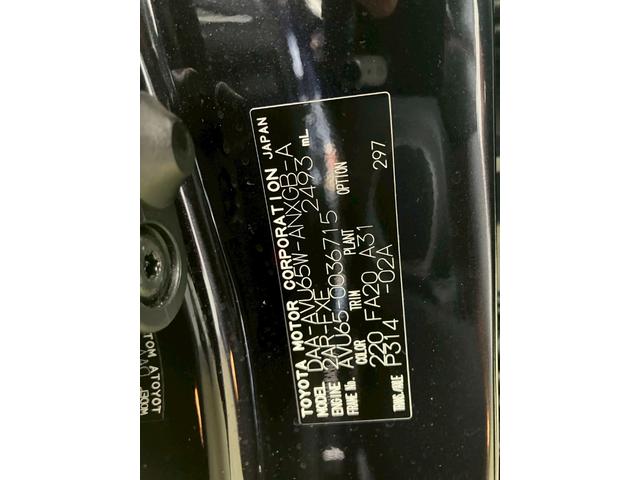 TOYOTA MOTOR CORPORATION JAPAN
MODEL DAA-AVU65W-ANXGB-A
ENGINE 2AR-FXE 2493 mL
FRAME No. AVU65-0036715
COLOR TRIM PLANT OPTION
220 FA20 A31 297
TRANS./AXLE P314 -02A